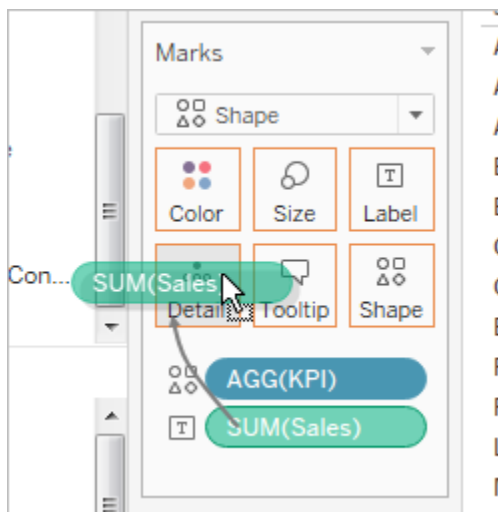 Marks
Shape
Color Size T Label
Con... SUM(Sales
Detail Tooltip Shape
AGG(KPI)
T SUM(Sales)